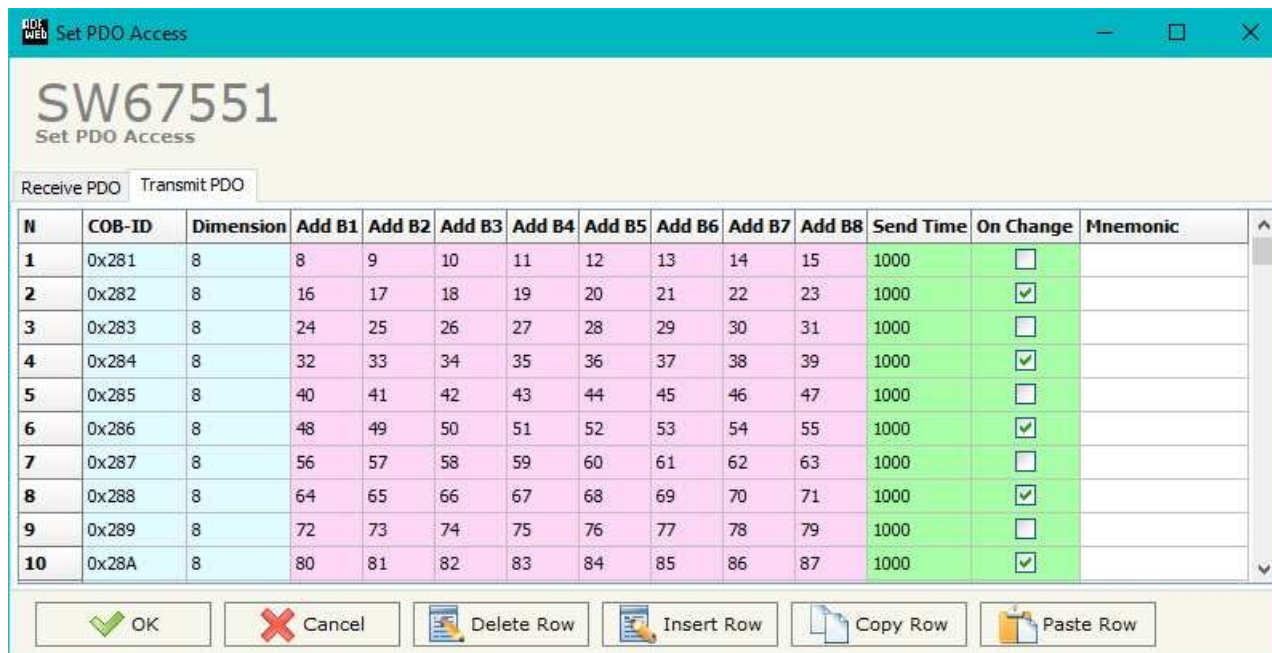 ADF
WEB Set PDO Access
SW67551
Set PDO Access
Receive PDO Transmit PDO
N COB-ID Dimension Add B1 Add B2 Add B3 Add B4 Add B5 Add B6 Add B7 Add B8 Send Time On Change Mnemonic
1 0x281 8 8 9 10 11 12 13 14 15 1000
2 0x282 8 16 17 18 19 20 21 22 23 1000
3 0x283 8 24 25 26 27 28 29 30 31 1000
4 0x284 8 32 33 34 35 36 37 38 39 1000
5 0x285 8 40 41 42 43 44 45 46 47 1000
6 0x286 8 48 49 50 51 52 53 54 55 1000
7 0x287 8 56 57 58 59 60 61 62 63 1000
8 0x288 8 64 65 66 67 68 69 70 71 1000
9 0x289 8 72 73 74 75 76 77 78 79 1000
10 0x28A 8 80 81 82 83 84 85 86 87 1000
OK Cancel Delete Row Insert Row Copy Row Paste Row